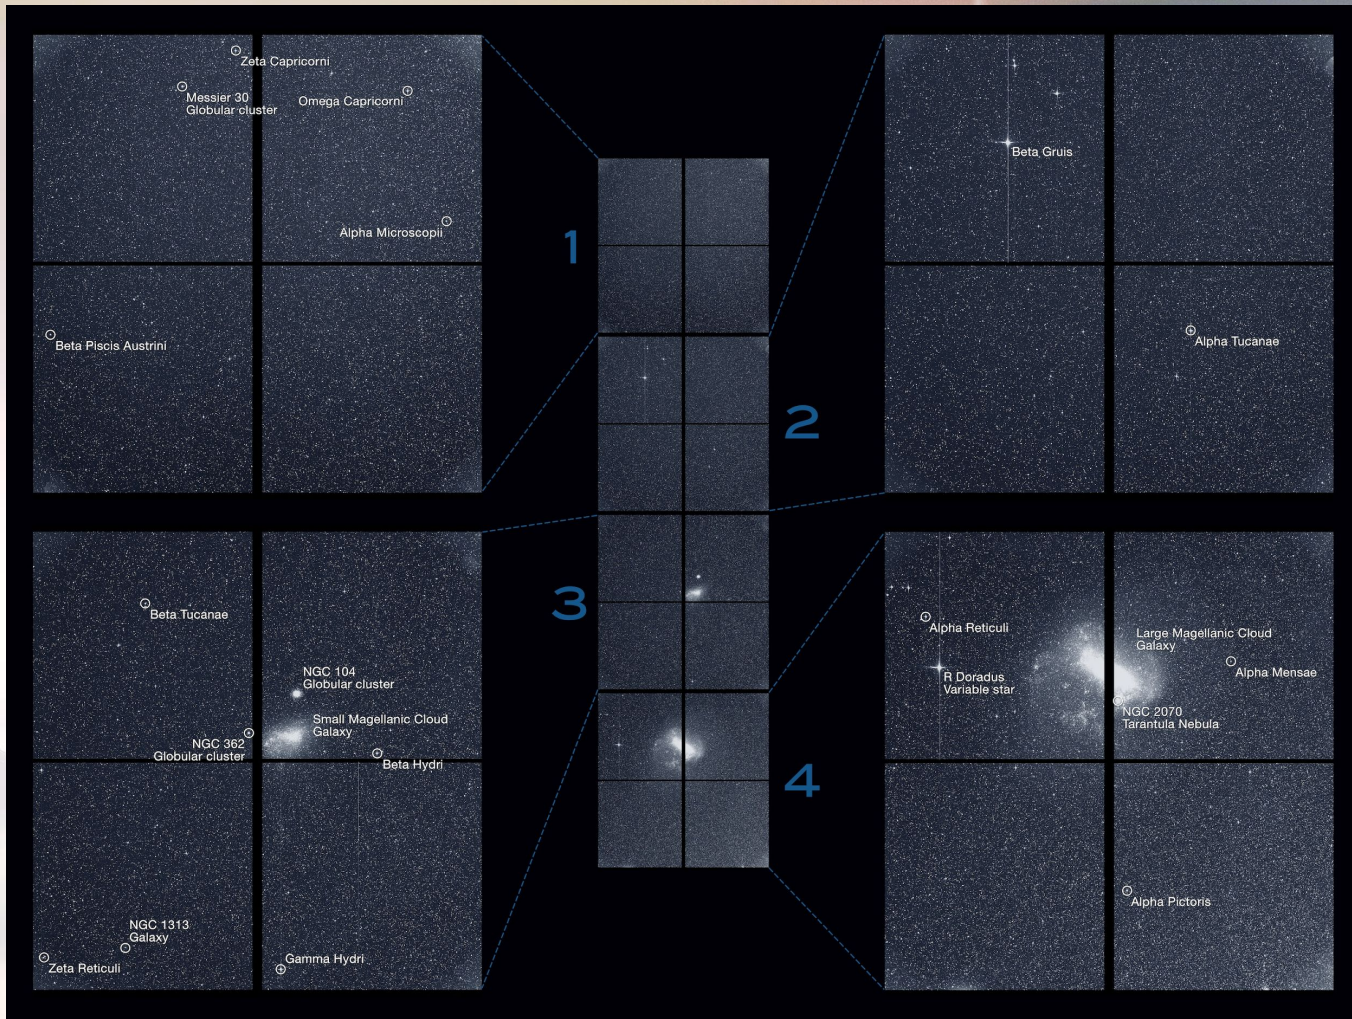 Zeta Capricorni
Messier 30
Globular cluster
Omega Capricorni
Alpha Microscopii
Beta Piscis Austrini
1
Beta Gruis
Alpha Tucanae
2
Beta Tucanae
NGC 104
Globular cluster
Small Magellanic Cloud
Galaxy
NGC 362
Globular cluster
Beta Hydri
NGC 1313
Galaxy
Zeta Reticuli
Gamma Hydri
3
Alpha Reticuli
R Doradus
Variable star
Large Magellanic Cloud
Galaxy
Alpha Mensae
NGC 2070
Tarantula Nebula
Alpha Pictoris
4